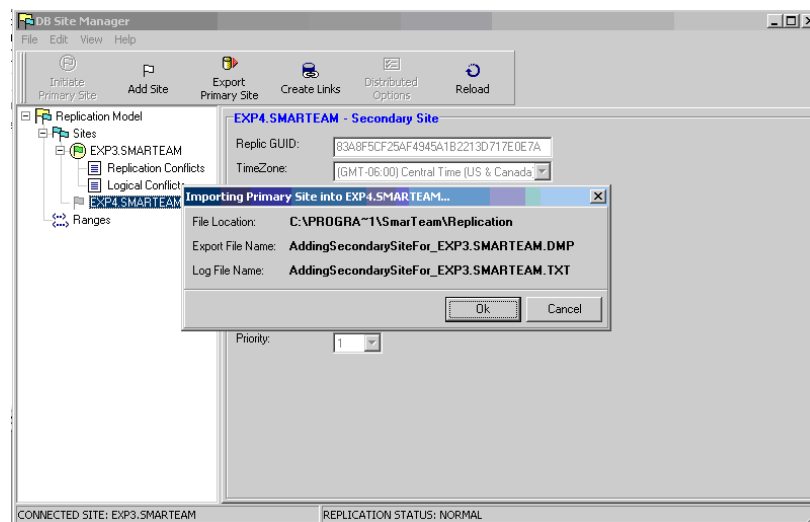 DB Site Manager
File Edit View Help
Initiate Primary Site
Add Site
Export Primary Site
Create Links
Distributed Options
Reload
Replication Model
Sites
EXP3.SMARTEAM
Replication Conflicts
Logical Conflicts
EXP4.SMARTEAM
Ranges
EXP4.SMARTEAM - Secondary Site
Replic GUID: 83A8F5CF25AF4945A1B2213D717E0E7A
TimeZone: (GMT-06:00) Central Time (US & Canada)
Importing Primary Site into EXP4.SMARTEAM...
File Location: C:\PROGRA~1\SmarTeam\Replication
Export File Name: AddingSecondarySiteFor_EXP3.SMARTEAM.DMP
Log File Name: AddingSecondarySiteFor_EXP3.SMARTEAM.TXT
Ok Cancel
Priority: 1
CONNECTED SITE: EXP3.SMARTEAM REPLICATION STATUS: NORMAL